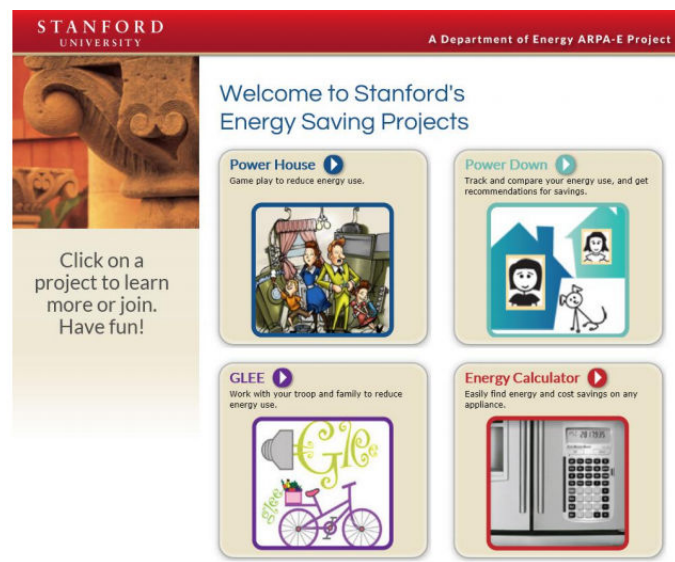 STANFORD
UNIVERSITY
A Department of Energy ARPA-E Project
Welcome to Stanford's
Energy Saving Projects
Click on a
project to learn
more or join.
Have fun!
Power House
Game play to reduce energy use.
Power Down
Track and compare your energy use, and get
recommendations for savings.
GLEE
Work with your troop and family to reduce
energy use.
Glee
glee
Energy Calculator
Easily find energy and cost savings on any
appliance.